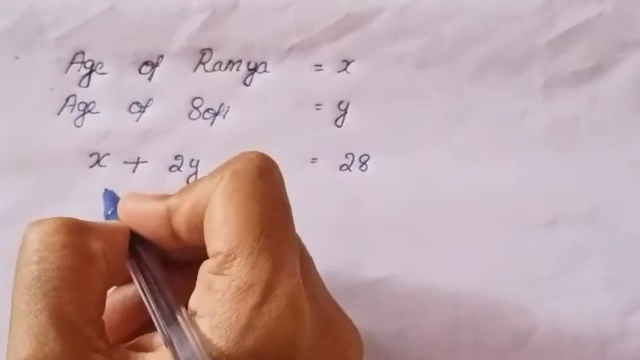 Age of Ramya = x
Age of Sofi = y
x + 2y = 28